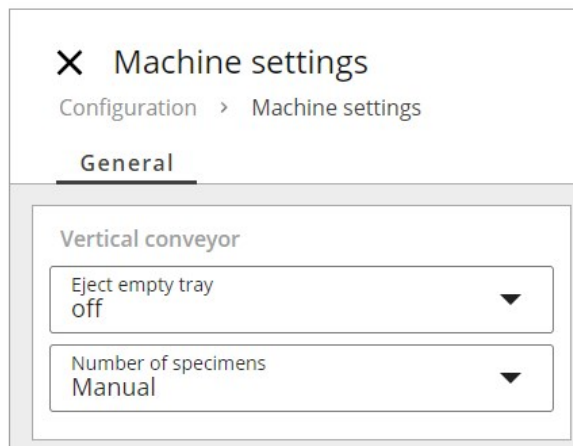 Machine settings
Configuration > Machine settings
General
Vertical conveyor
Eject empty tray
off
Number of specimens
Manual